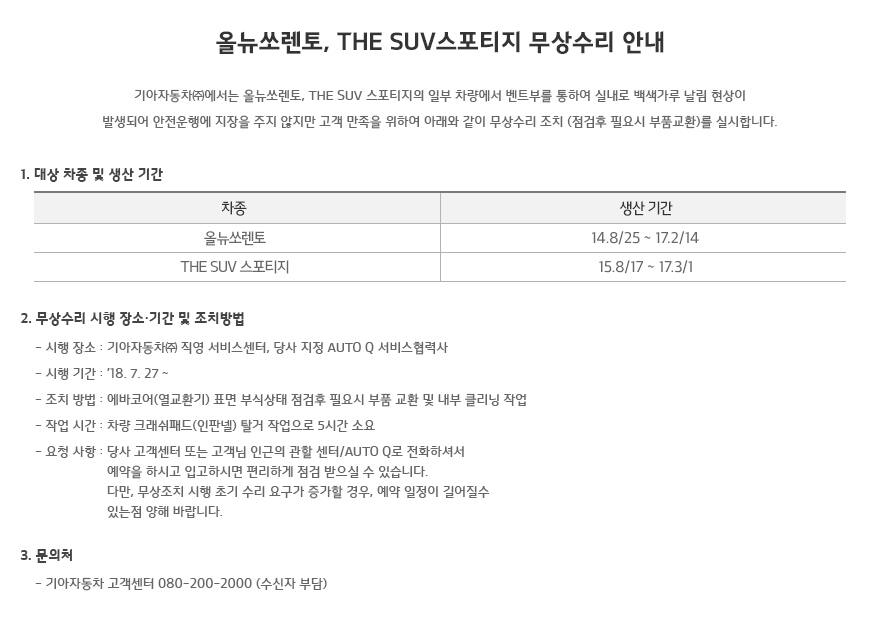 올뉴쏘렌토, THE SUV스포티지 무상수리 안내
기아자동차㈜에서는 올뉴쏘렌토, THE SUV 스포티지의 일부 차량에서 벤트부를 통하여 실내로 백색가루 날림 현상이
발생되어 안전운행에 지장을 주지 않지만 고객 만족을 위하여 아래와 같이 무상수리 조치 (점검후 필요시 부품교환)를 실시합니다.
1. 대상 차종 및 생산 기간
차종 생산 기간
올뉴쏘렌토 14.8/25 ~ 17.2/14
THE SUV 스포티지 15.8/17 ~ 17.3/1
2. 무상수리 시행 장소·기간 및 조치방법
- 시행 장소 : 기아자동차㈜ 직영 서비스센터, 당사 지정 AUTO Q 서비스협력사
- 시행 기간 : ’18. 7. 27 ~
- 조치 방법 : 에바코어(열교환기) 표면 부식상태 점검후 필요시 부품 교환 및 내부 클리닝 작업
- 작업 시간 : 차량 크래쉬패드(인판넬) 탈거 작업으로 5시간 소요
- 요청 사항 : 당사 고객센터 또는 고객님 인근의 관할 센터/AUTO Q로 전화하셔서
예약을 하시고 입고하시면 편리하게 점검 받으실 수 있습니다.
다만, 무상조치 시행 초기 수리 요구가 증가할 경우, 예약 일정이 길어질수
있는점 양해 바랍니다.
3. 문의처
- 기아자동차 고객센터 080-200-2000 (수신자 부담)